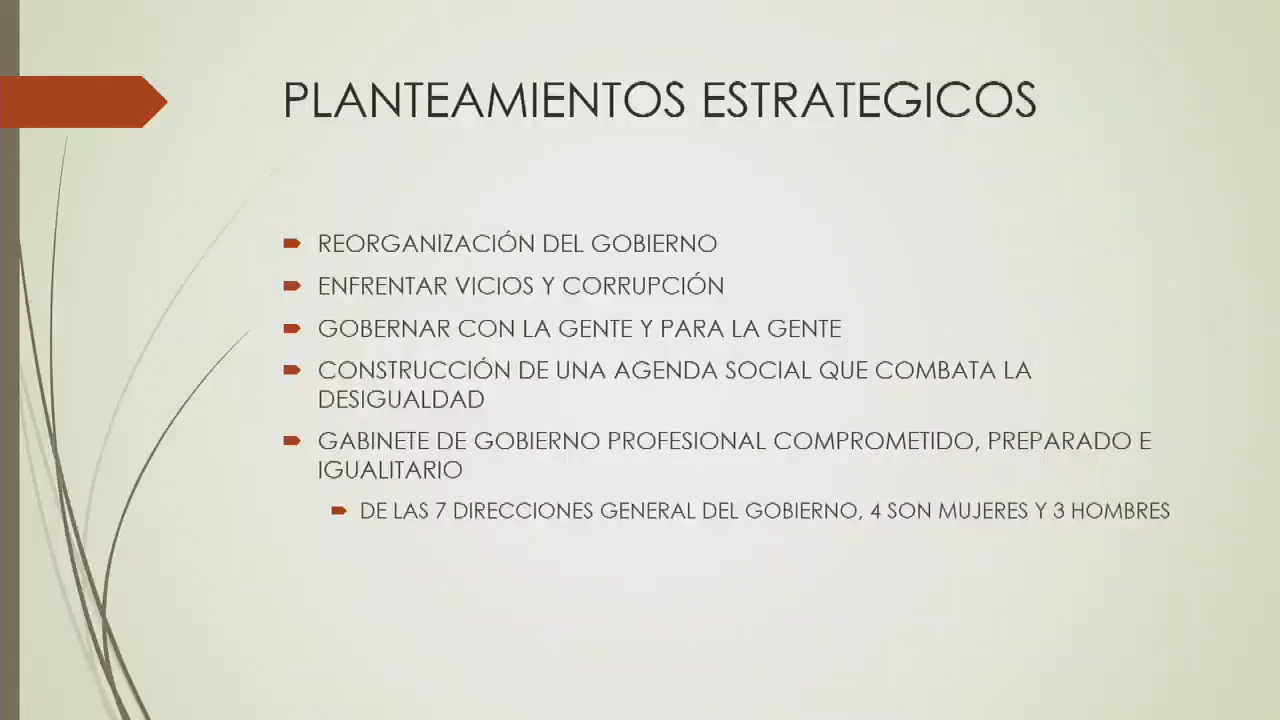 PLANTEAMIENTOS ESTRATEGICOS
REORGANIZACIÓN DEL GOBIERNO
ENFRENTAR VICIOS Y CORRUPCIÓN
GOBERNAR CON LA GENTE Y PARA LA GENTE
CONSTRUCCIÓN DE UNA AGENDA SOCIAL QUE COMBATA LA
DESIGUALDAD
GABINETE DE GOBIERNO PROFESIONAL COMPROMETIDO, PREPARADO E
IGUALITARIO
DE LAS 7 DIRECCIONES GENERAL DEL GOBIERNO, 4 SON MUJERES Y 3 HOMBRES